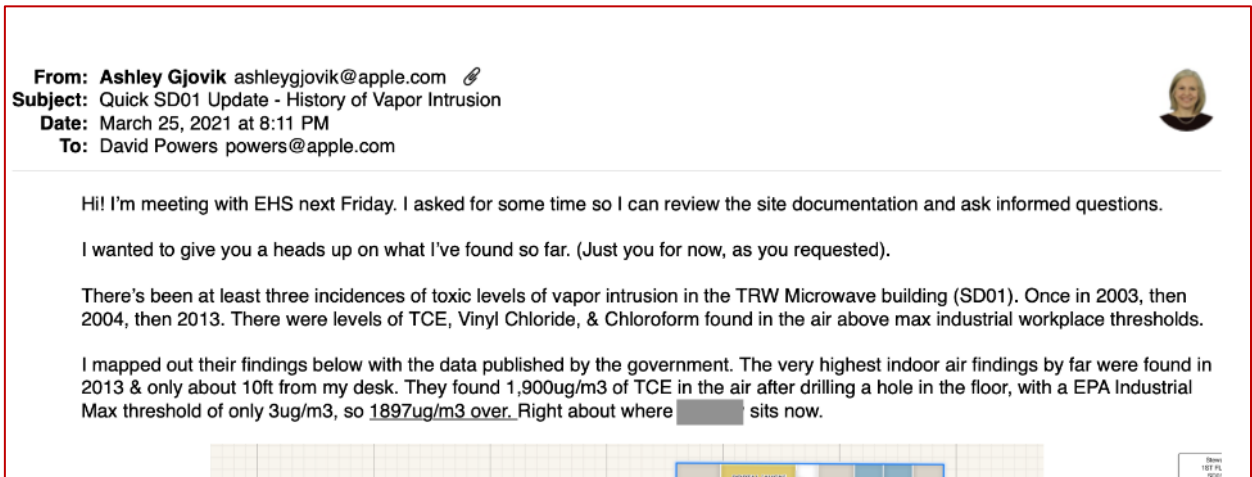 From: Ashley Gjovik ashleygjovik@apple.com
Subject: Quick SD01 Update - History of Vapor Intrusion
Date: March 25, 2021 at 8:11 PM
To: David Powers powers@apple.com
Hi! I'm meeting with EHS next Friday. I asked for some time so I can review the site documentation and ask informed questions.
I wanted to give you a heads up on what I've found so far. (Just you for now, as you requested).
There's been at least three incidences of toxic levels of vapor intrusion in the TRW Microwave building (SD01). Once in 2003, then
2004, then 2013. There were levels of TCE, Vinyl Chloride, & Chloroform found in the air above max industrial workplace thresholds.
I mapped out their findings below with the data published by the government. The very highest indoor air findings by far were found in
2013 & only about 10ft from my desk. They found 1,900ug/m3 of TCE in the air after drilling a hole in the floor, with a EPA Industrial
Max threshold of only 3ug/m3, so 1897ug/m3 over. Right about where sits now.